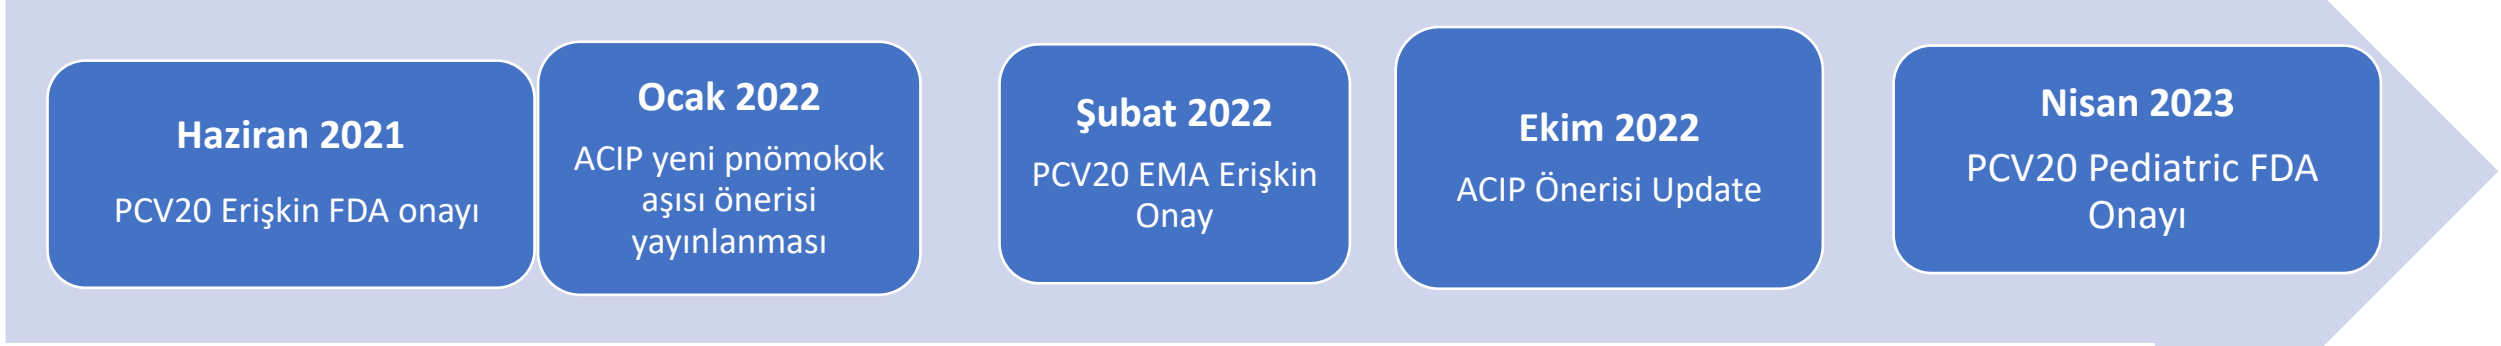 Haziran 2021
PCV20 Erişkin FDA onayı
Ocak 2022
ACIP yeni pnömokok
aşısı önerisi
yayınlanması
Şubat 2022
PCV20 EMA Erişkin
Onay
Ekim 2022
ACIP Önerisi Update
Nisan 2023
PCV20 Pediatric FDA
Onayı